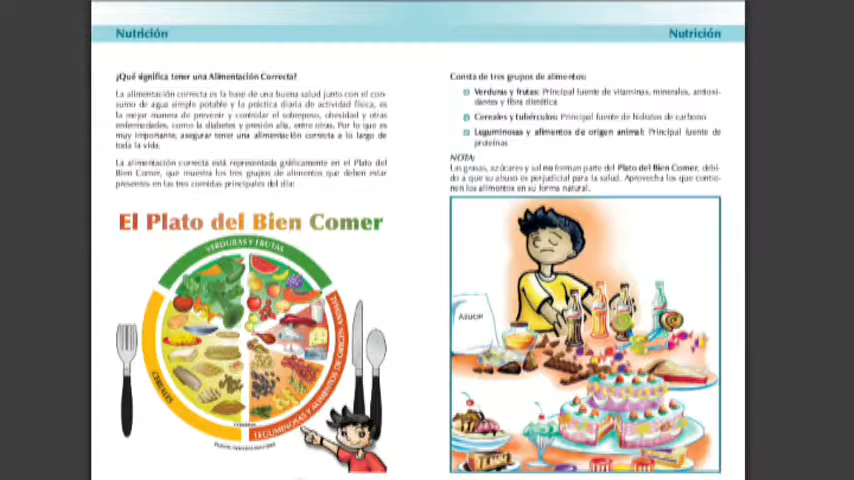 Nutrición
¿Qué significa tener una Alimentación Correcta?
La alimentación correcta es la base de una buena salud junto con el con-
sumo de agua simple potable y la práctica diaria de actividad física, es
la mejor manera de prevenir y controlar el sobrepeso, obesidad y otras
enfermedades, como la diabetes y presión alta, entre otras. Por lo que es
muy importante, asegurar tener una alimentación correcta a lo largo de
toda la vida.
La alimentación correcta está representada gráficamente en el Plato del
Bien Comer, que muestra los tres grupos de alimentos que deben estar
presentes en las tres comidas principales del día:
El Plato del Bien Comer
VERDURAS Y FRUTAS
CEREALES
LEGUMINOSAS Y ALIMENTOS DE ORIGEN ANIMAL
Nutrición
Consta de tres grupos de alimentos:
Verduras y frutas: Principal fuente de vitaminas, minerales, antioxi-
dantes y fibra dietética
Cereales y tubérculos: Principal fuente de hidratos de carbono
Leguminosas y alimentos de origen animal: Principal fuente de
proteínas
NOTA:
Las grasas, azúcares y sal no forman parte del Plato del Bien Comer, debi-
do a que su abuso es perjudicial para la salud. Aprovecha los que contie-
nen los alimentos en su forma natural.
AZUCAR